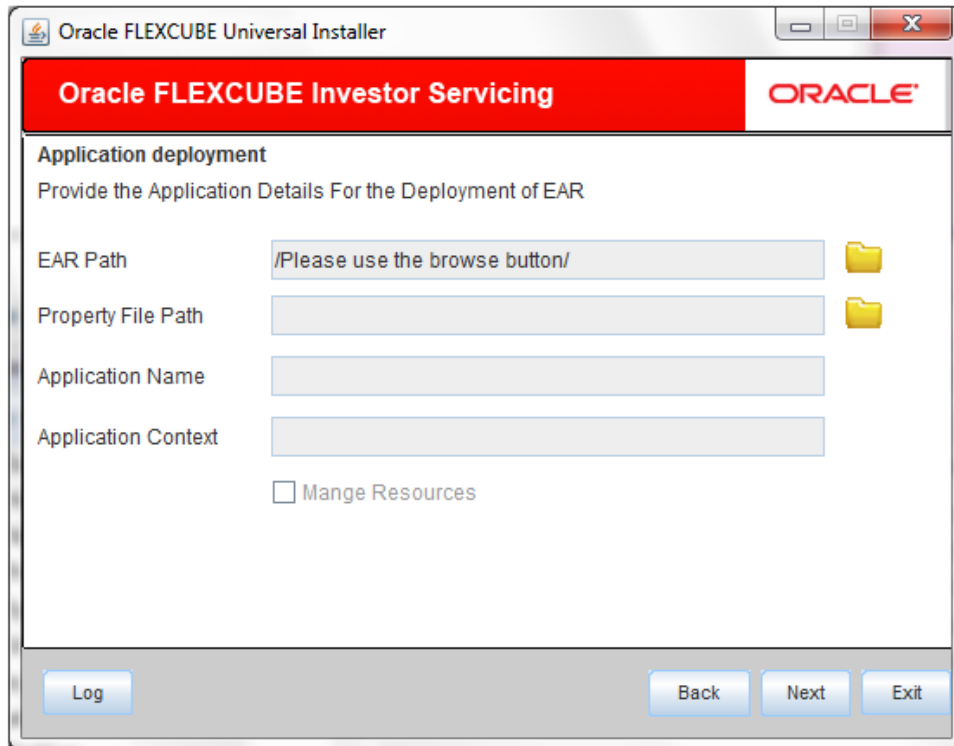 Oracle FLEXCUBE Universal Installer
Oracle FLEXCUBE Investor Servicing
ORACLE
Application deployment
Provide the Application Details For the Deployment of EAR
EAR Path /Please use the browse button/
Property File Path
Application Name
Application Context
Mange Resources
Log Back Next Exit